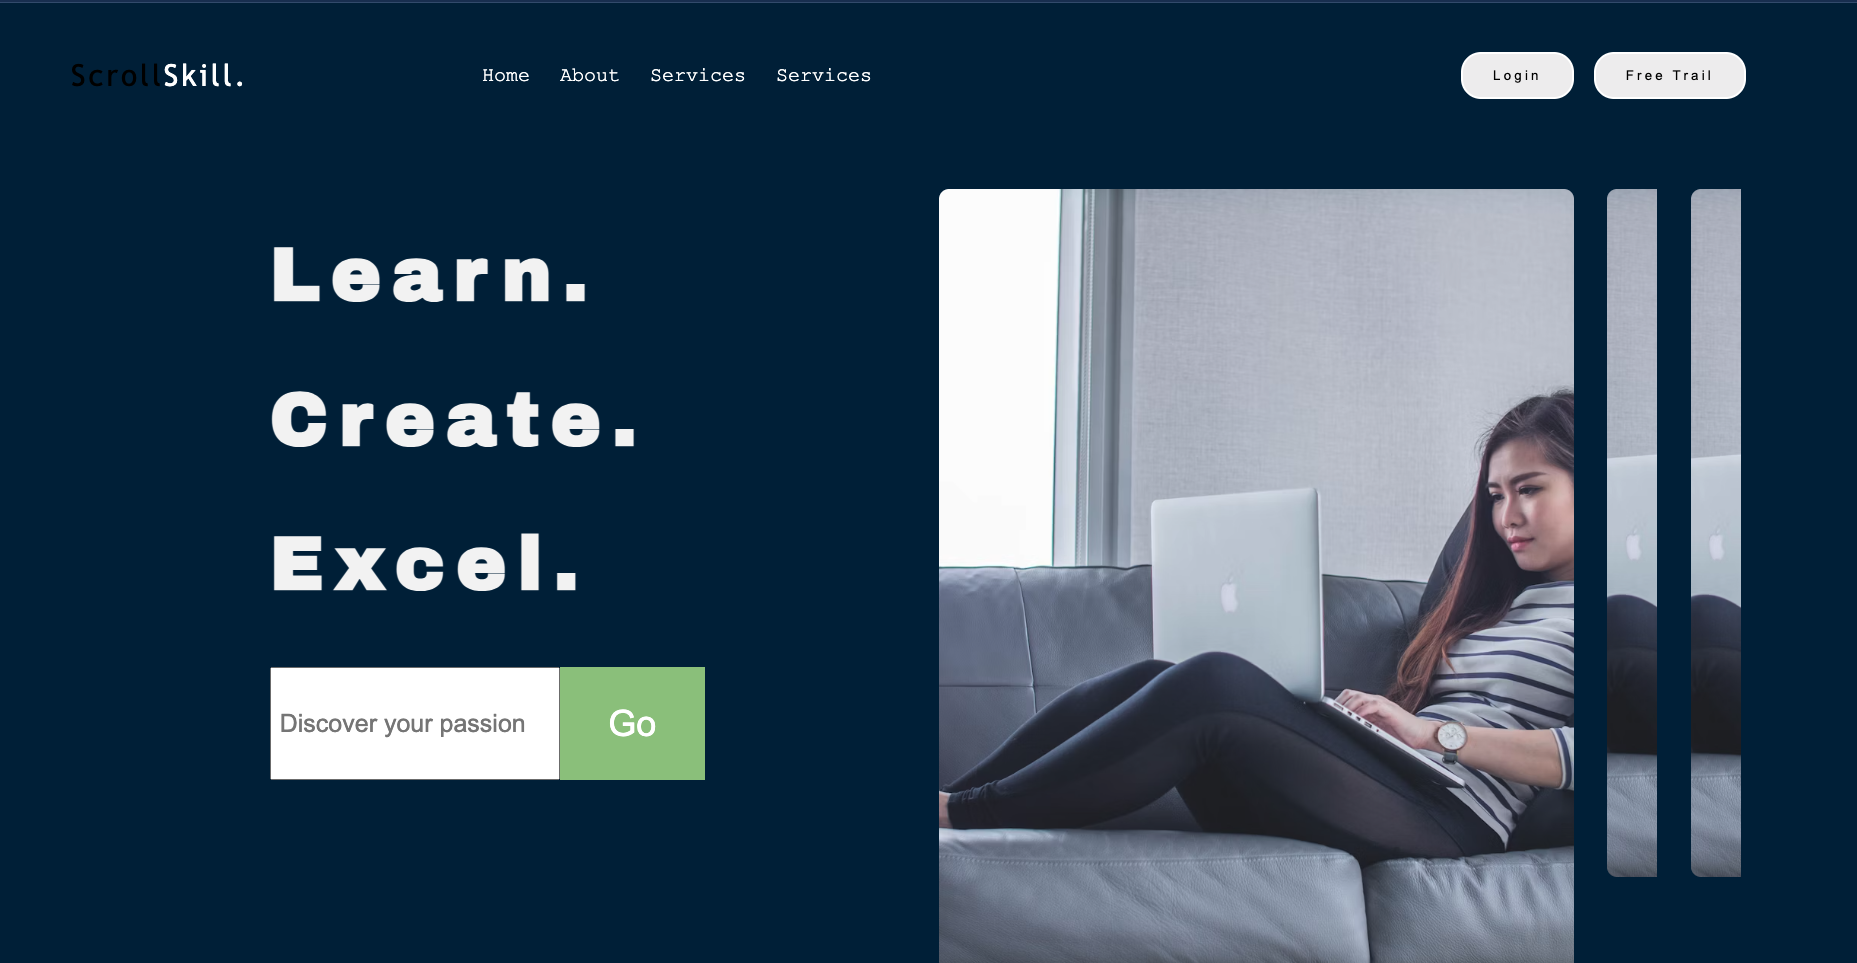 ScrollSkill.
Home About Services Services
Login Free Trail
Learn.
Create.
Excel.
Discover your passion Go